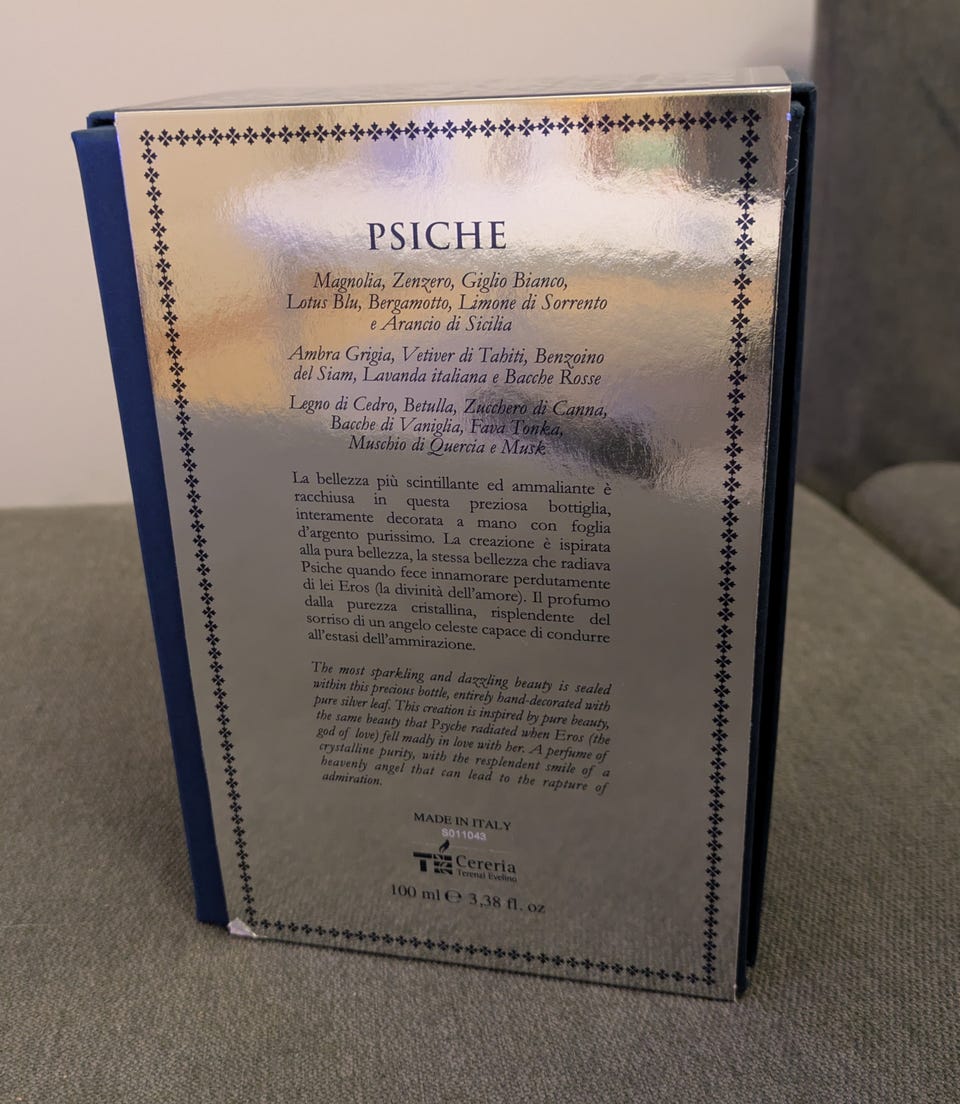 PSICHE
Magnolia, Zenzero, Giglio Bianco,
Lotus Blu, Bergamotto, Limone di Sorrento
e Arancio di Sicilia
Ambra Grigia, Vetiver di Tahiti, Benzoino
del Siam, Lavanda italiana e Bacche Rosse
Legno di Cedro, Betulla, Zucchero di Canna,
Bacche di Vaniglia, Fava Tonka,
Muschio di Quercia e Musk
La bellezza più scintillante ed ammaliante è
racchiusa in questa preziosa bottiglia,
interamente decorata a mano con foglia
d'argento purissimo. La creazione è ispirata
alla pura bellezza, la stessa bellezza che radiava
Psiche quando fece innamorare perdutamente
di lei Eros (la divinità dell'amore). Il profumo
dalla purezza cristallina, risplendente del
sorriso di un angelo celeste capace di condurre
all'estasi dell'ammirazione.
The most sparkling and dazzling beauty is sealed
within this precious bottle, entirely hand-decorated with
pure silver leaf. This creation is inspired by pure beauty,
the same beauty that Psyche radiated when Eros (the
god of love) fell madly in love with her. A perfume of
crystalline purity, with the resplendent smile of a
heavenly angel that can lead to the rapture of
admiration.
MADE IN ITALY
S011043
Cereria
Terenzi Evelino
100 ml ℮ 3,38 fl. oz